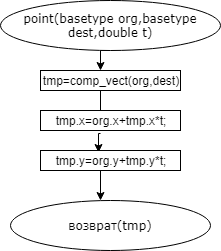 point(basetype org,basetype
dest,double t)
tmp=comp_vect(org,dest)
tmp.x=org.x+tmp.x*t;
tmp.y=org.y+tmp.y*t;
возврат(tmp)